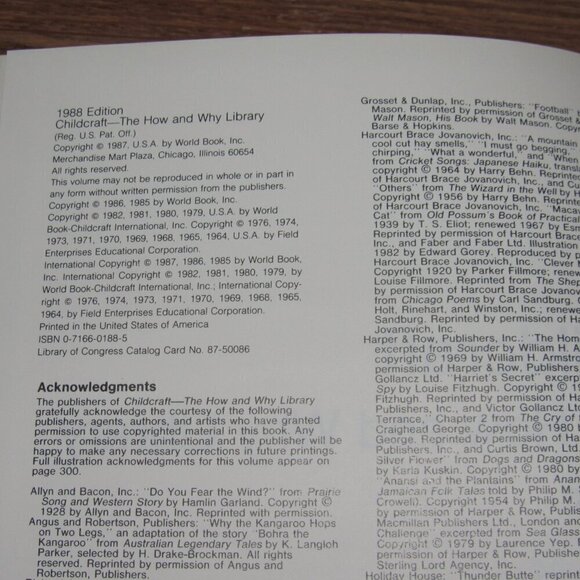 1988 Edition
Childcraft—The How and Why Library
(Reg. U.S. Pat. Off.)
Copyright © 1987, U.S.A. by World Book, Inc.
Merchandise Mart Plaza, Chicago, Illinois 60654
All rights reserved.
This volume may not be reproduced in whole or in part in
any form without written permission from the publishers.
Copyright © 1986, 1985 by World Book, Inc.
Copyright © 1982, 1981, 1980, 1979, U.S.A. by World
Book-Childcraft International, Inc. Copyright © 1976, 1974,
1973, 1971, 1970, 1969, 1968, 1965, 1964, U.S.A. by Field
Enterprises Educational Corporation.
International Copyright © 1987, 1986, 1985 by World Book,
Inc. International Copyright © 1982, 1981, 1980, 1979, by
World Book-Childcraft International, Inc.; International Copy-
right © 1976, 1974, 1973, 1971, 1970, 1969, 1968, 1965,
1964, by Field Enterprises Educational Corporation.
Printed in the United States of America
ISBN 0-7166-0188-5
Library of Congress Catalog Card No. 87-50086
Acknowledgments
The publishers of Childcraft—The How and Why Library
gratefully acknowledge the courtesy of the following
publishers, agents, authors, and artists who have granted
permission to use copyrighted material in this book. Any
errors or omissions are unintentional and the publisher will be
happy to make any necessary corrections in future printings.
Full illustration acknowledgments for this volume appear on
page 300.
Allyn and Bacon, Inc.: "Do You Fear the Wind?" from Prairie
Song and Western Story by Hamlin Garland. Copyright ©
1928 by Allyn and Bacon, Inc. Reprinted with permission.
Angus and Robertson, Publishers: "Why the Kangaroo Hops
on Two Legs," an adaptation of the story "Bohra the
Kangaroo" from Australian Legendary Tales by K. Langloh
Parker, selected by H. Drake-Brockman. All rights
reserved. Reprinted by permission of Angus and
Robertson, Publishers.
Grosset & Dunlap, Inc., Publishers: "Football"
Mason. Reprinted by permission of Grosset &
Walt Mason, His Book by Walt Mason. Copyright
Barse & Hopkins.
Harcourt Brace Jovanovich, Inc.: "A mountain
cool cut hay smells," "I must go begging,"
chirping," "What a wonderful," and "When
from Cricket Songs: Japanese Haiku, transla
copyright © 1964 by Harry Behn. Reprinted
of Harcourt Brace Jovanovich, Inc., and Cu
"Others" from The Wizard in the Well by H
Copyright © 1956 by Harry Behn. Reprinted
Harcourt Brace Jovanovich, Inc. "Maca
Cat" from Old Possum's Book of Practical
1939 by T. S. Eliot; renewed 1967 by Esm
Reprinted by permission of Harcourt Brace
Inc., and Faber and Faber Ltd. Illustration
1982 by Edward Gorey. Reproduced by p
Harcourt Brace Jovanovich, Inc. "Clever M
Copyright 1920 by Parker Fillmore; renew
Louise Fillmore. Reprinted from The Shep
by permission of Harcourt Brace Jovanov
from Chicago Poems by Carl Sandburg. C
Holt, Rinehart, and Winston, Inc.; renew
Sandburg. Reprinted by permission of Har
Jovanovich, Inc.
Harper & Row, Publishers, Inc.: "The Hom
excerpted from Sounder by William H. A
copyright © 1969 by William H. Armstr
Gollancz Ltd. "Harriet's Secret" excerpt
Spy by Louise Fitzhugh. Copyright © 1
Fitzhugh. Reprinted by permission of Har
Publishers, Inc., and Victor Gollancz Ltd
Terrance," Chapter 2 from The Cry of
Craighead George. Copyright © 1980
George. Reprinted by permission of Har
Publishers, Inc., and Curtis Brown, Ltd.
Silver Flower" from Dogs and Dragons
by Karla Kuskin. Copyright © 1980 by
"Anansi and the Plantains" from Anan
Jamaican Folk Tales told by Philip M. S
Crowell). Copyright 1954 by Philip M.
of Harper & Row, Publishers, Inc.
Macmillan Publishers Ltd., London and
Challenge" excerpted from Sea Glass
Copyright © 1979 by Laurence Yep. R
permission of Harper & Row, Publishe
Institute, Inc.
Holiday House: "Thunder Butte" reprint